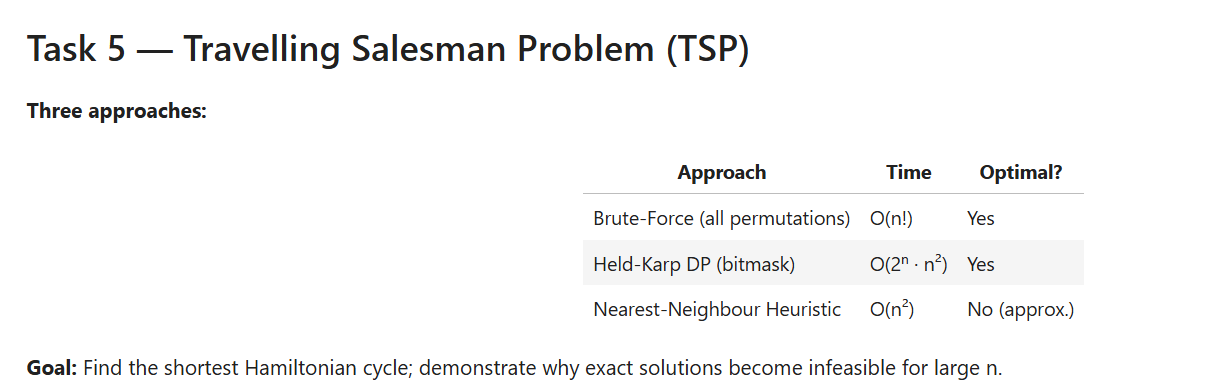 Task 5 — Travelling Salesman Problem (TSP)
Three approaches:
Approach Time Optimal?
Brute-Force (all permutations) O(n!) Yes
Held-Karp DP (bitmask) O(2ⁿ · n²) Yes
Nearest-Neighbour Heuristic O(n²) No (approx.)
Goal: Find the shortest Hamiltonian cycle; demonstrate why exact solutions become infeasible for large n.